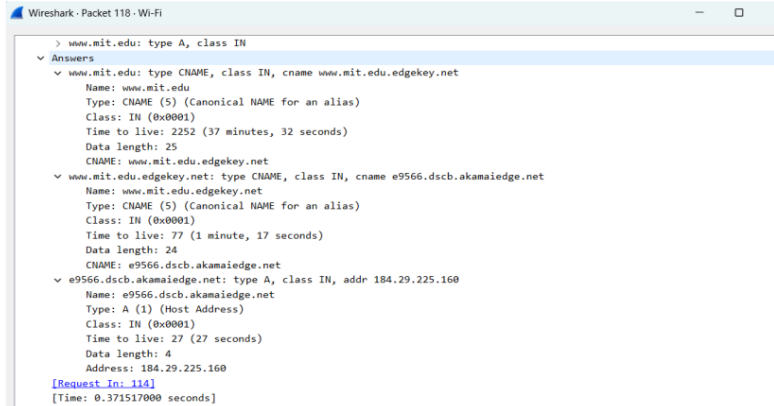 Wireshark · Packet 118 · Wi-Fi
> www.mit.edu: type A, class IN
Answers
www.mit.edu: type CNAME, class IN, cname www.mit.edu.edgekey.net
Name: www.mit.edu
Type: CNAME (5) (Canonical NAME for an alias)
Class: IN (0x0001)
Time to live: 2252 (37 minutes, 32 seconds)
Data length: 25
CNAME: www.mit.edu.edgekey.net
www.mit.edu.edgekey.net: type CNAME, class IN, cname e9566.dscb.akamaiedge.net
Name: www.mit.edu.edgekey.net
Type: CNAME (5) (Canonical NAME for an alias)
Class: IN (0x0001)
Time to live: 77 (1 minute, 17 seconds)
Data length: 24
CNAME: e9566.dscb.akamaiedge.net
e9566.dscb.akamaiedge.net: type A, class IN, addr 184.29.225.160
Name: e9566.dscb.akamaiedge.net
Type: A (1) (Host Address)
Class: IN (0x0001)
Time to live: 27 (27 seconds)
Data length: 4
Address: 184.29.225.160
[Request In: 114]
[Time: 0.371517000 seconds]